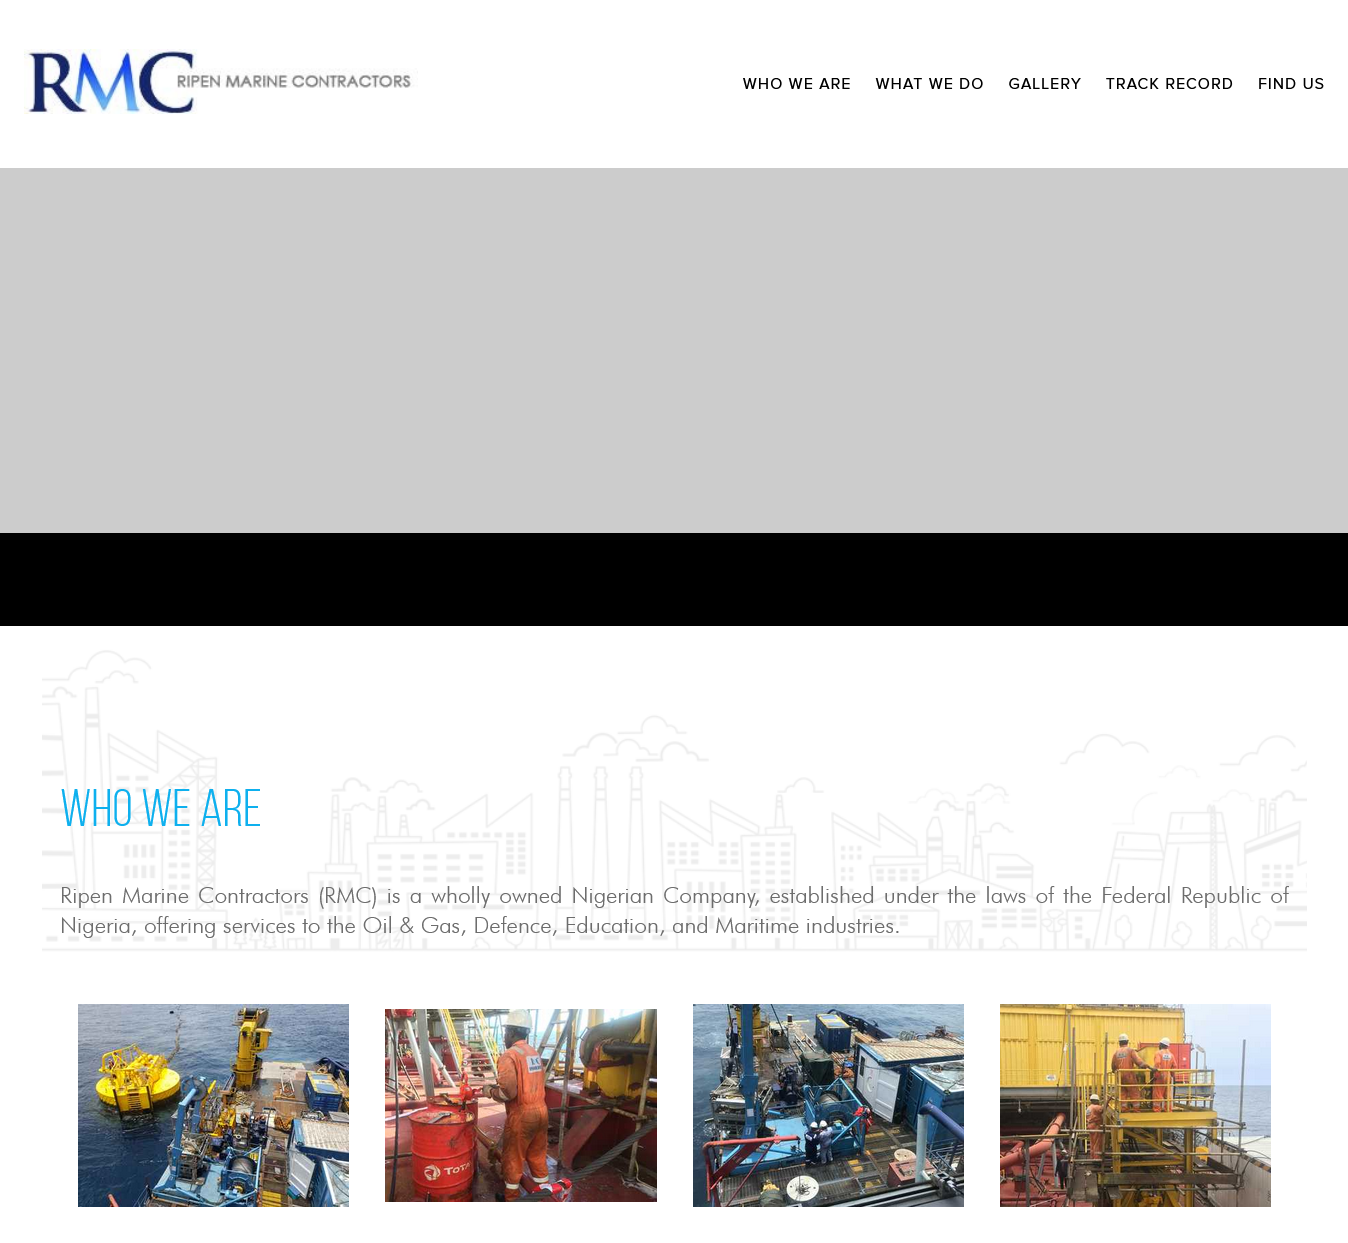 RMC RIPEN MARINE CONTRACTORS
WHO WE ARE WHAT WE DO GALLERY TRACK RECORD FIND US
WHO WE ARE
Ripen Marine Contractors (RMC) is a wholly owned Nigerian Company, established under the laws of the Federal Republic of
Nigeria, offering services to the Oil & Gas, Defence, Education, and Maritime industries.
TOTAL